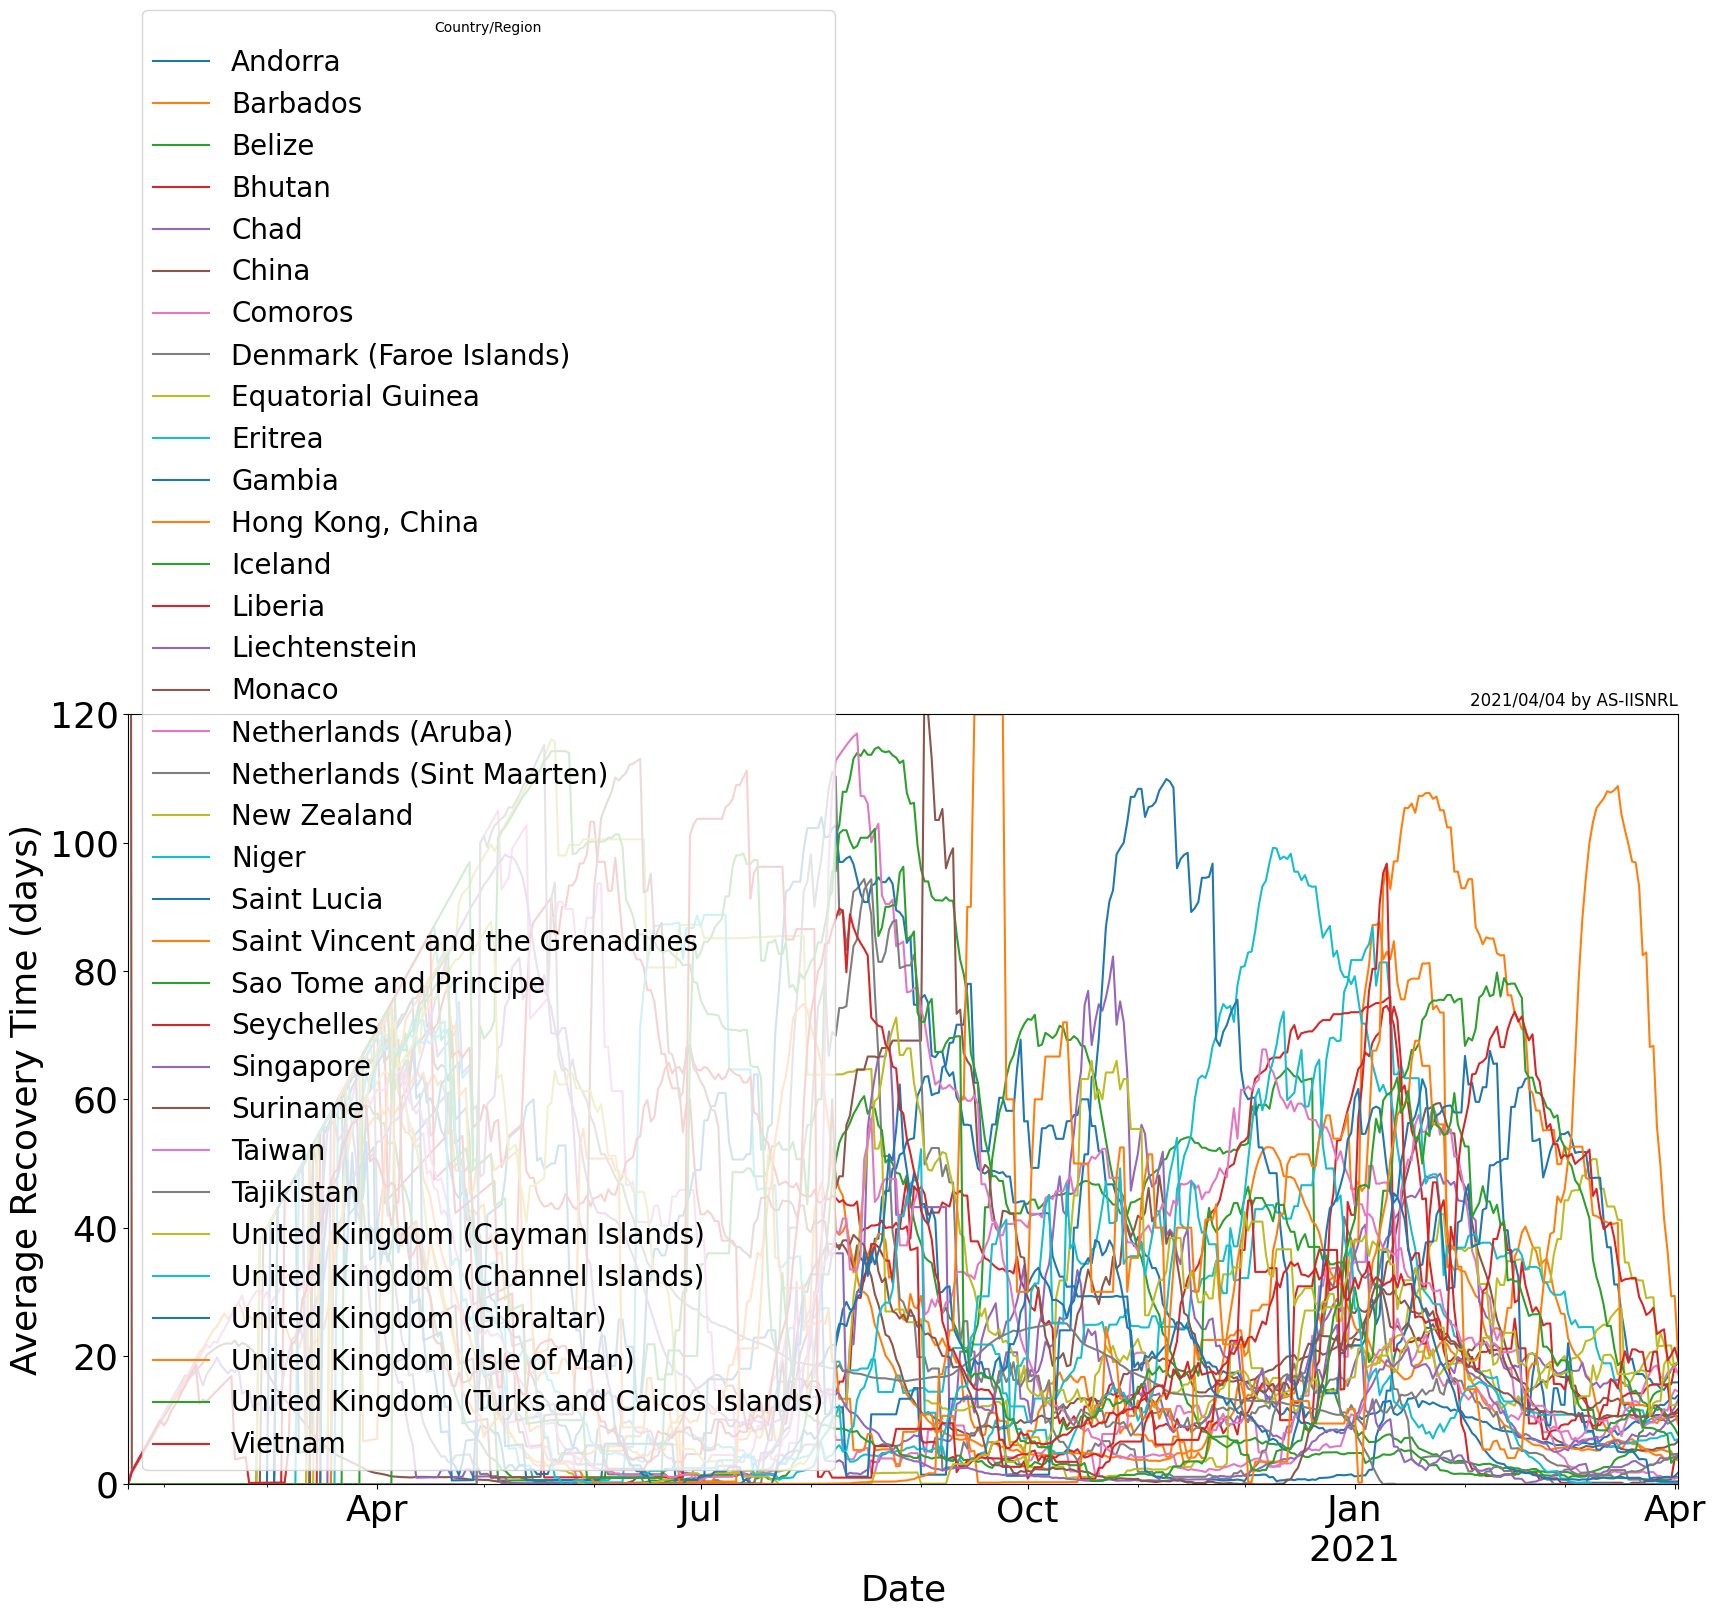 Country/Region
Andorra
Barbados
Belize
Bhutan
Chad
China
Comoros
Denmark (Faroe Islands)
Equatorial Guinea
Eritrea
Gambia
Hong Kong, China
Iceland
Liberia
Liechtenstein
Monaco
Netherlands (Aruba)
Netherlands (Sint Maarten)
New Zealand
Niger
Saint Lucia
Saint Vincent and the Grenadines
Sao Tome and Principe
Seychelles
Singapore
Suriname
Taiwan
Tajikistan
United Kingdom (Cayman Islands)
United Kingdom (Channel Islands)
United Kingdom (Gibraltar)
United Kingdom (Isle of Man)
United Kingdom (Turks and Caicos Islands)
Vietnam
2021/04/04 by AS-IISNRL
Average Recovery Time (days)
120
100
80
60
40
20
0
Apr Jul Oct Jan Apr
2021
Date